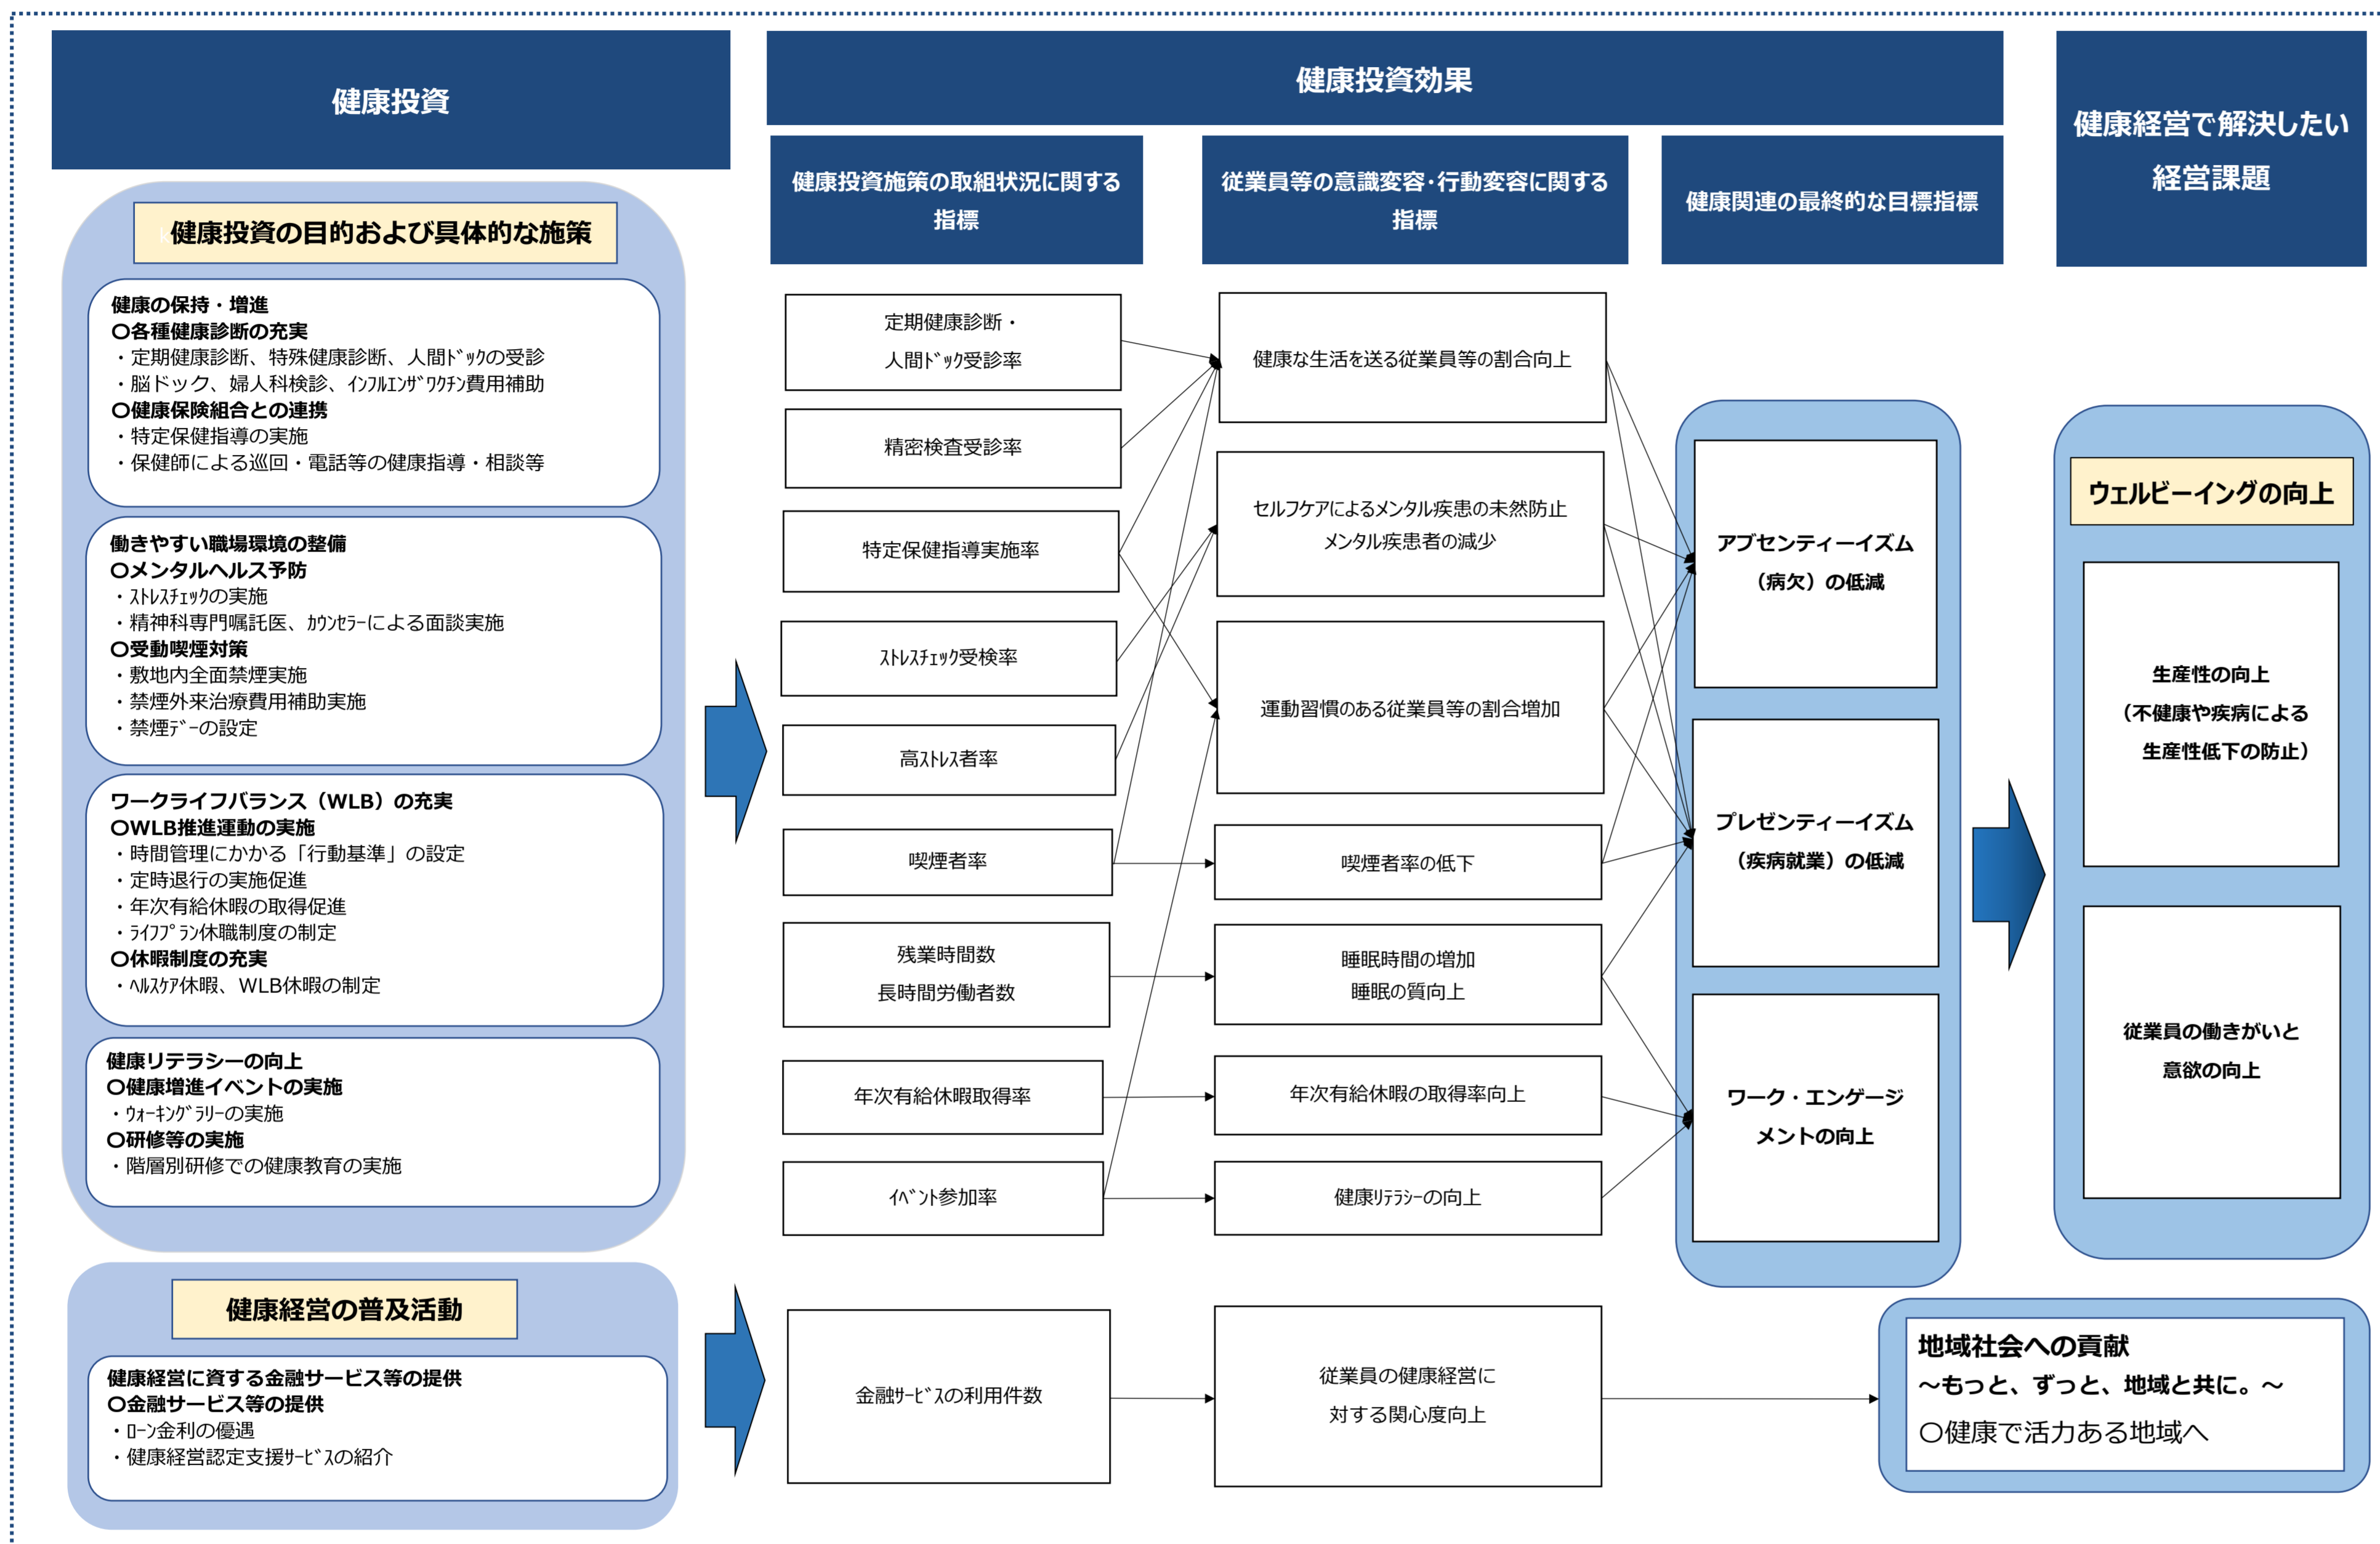 健康投資
健康投資の目的および具体的な施策
健康の保持・増進
〇各種健康診断の充実
・定期健康診断、特殊健康診断、人間ﾄﾞｯｸの受診
・脳ドック、婦人科検診、ｲﾝﾌﾙｴﾝｻﾞﾜｸﾁﾝ費用補助
〇健康保険組合との連携
・特定保健指導の実施
・保健師による巡回・電話等の健康指導・相談等
働きやすい職場環境の整備
〇メンタルヘルス予防
・ｽﾄﾚｽﾁｪｯｸの実施
・精神科専門嘱託医、ｶｳﾝｾﾗｰによる面談実施
〇受動喫煙対策
・敷地内全面禁煙実施
・禁煙外来治療費用補助実施
・禁煙ﾃﾞｰの設定
ワークライフバランス（WLB）の充実
〇WLB推進運動の実施
・時間管理にかかる「行動基準」の設定
・定時退行の実施促進
・年次有給休暇の取得促進
・ﾗｲﾌﾌﾟﾗﾝ休職制度の制定
〇休暇制度の充実
・ﾍﾙｽｹｱ休暇、WLB休暇の制定
健康リテラシーの向上
〇健康増進イベントの実施
・ｳｫｰｷﾝｸﾞﾗﾘｰの実施
〇研修等の実施
・階層別研修での健康教育の実施
健康経営の普及活動
健康経営に資する金融サービス等の提供
〇金融サービス等の提供
・ﾛｰﾝ金利の優遇
・健康経営認定支援ｻｰﾋﾞｽの紹介
健康投資効果
健康投資施策の取組状況に関する
指標
定期健康診断・
人間ﾄﾞｯｸ受診率
精密検査受診率
特定保健指導実施率
ｽﾄﾚｽﾁｪｯｸ受検率
高ｽﾄﾚｽ者率
喫煙者率
残業時間数
長時間労働者数
年次有給休暇取得率
ｲﾍﾞﾝﾄ参加率
金融ｻｰﾋﾞｽの利用件数
従業員等の意識変容・行動変容に関する
指標
健康な生活を送る従業員等の割合向上
セルフケアによるメンタル疾患の未然防止
メンタル疾患者の減少
運動習慣のある従業員等の割合増加
喫煙者率の低下
睡眠時間の増加
睡眠の質向上
年次有給休暇の取得率向上
健康ﾘﾃﾗｼｰの向上
従業員の健康経営に
対する関心度向上
健康関連の最終的な目標指標
アブセンティーイズム
（病欠）の低減
プレゼンティーイズム
（疾病就業）の低減
ワーク・エンゲージ
メントの向上
健康経営で解決したい
経営課題
ウェルビーイングの向上
生産性の向上
（不健康や疾病による
生産性低下の防止）
従業員の働きがいと
意欲の向上
地域社会への貢献
～もっと、ずっと、地域と共に。～
〇健康で活力ある地域へ